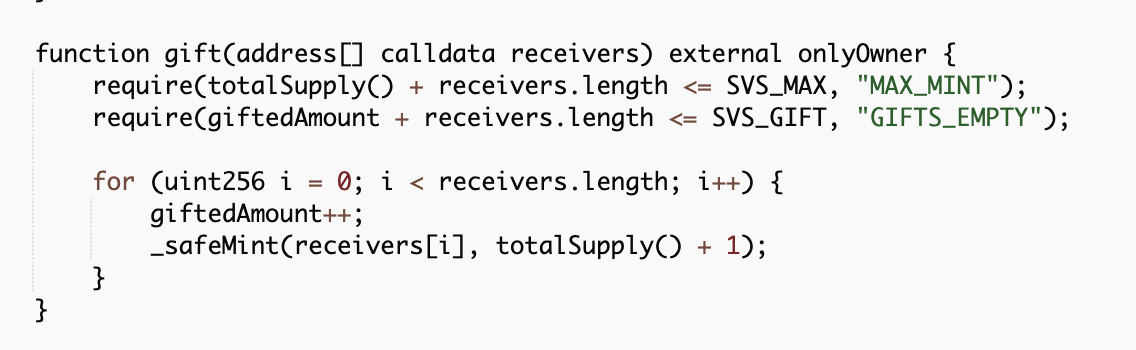 function gift(address[] calldata receivers) external onlyOwner {
    require(totalSupply() + receivers.length <= SVS_MAX, "MAX_MINT");
    require(giftedAmount + receivers.length <= SVS_GIFT, "GIFTS_EMPTY");

    for (uint256 i = 0; i < receivers.length; i++) {
        giftedAmount++;
        _safeMint(receivers[i], totalSupply() + 1);
    }
}